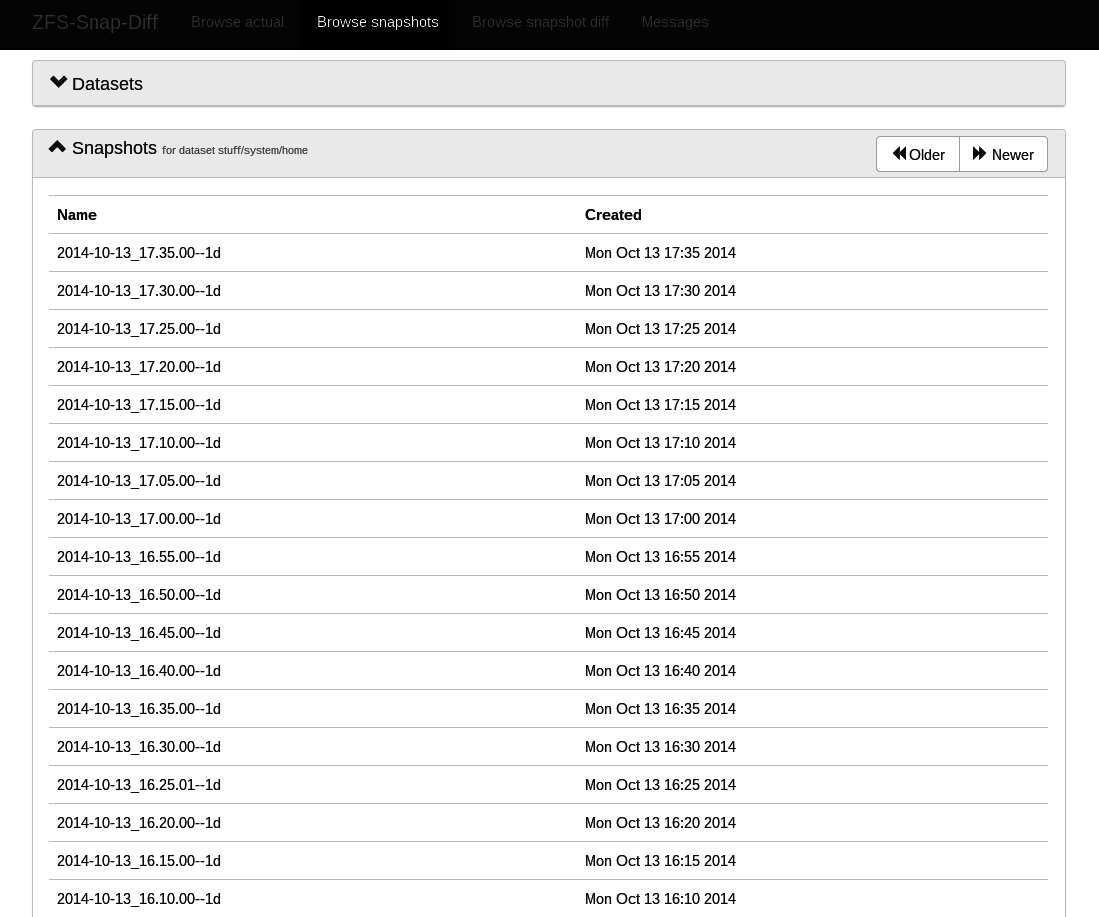 ZFS-Snap-Diff Browse actual Browse snapshots Browse snapshot diff Messages
Datasets
Snapshots for dataset stuff/system/home Older Newer
Name Created
2014-10-13_17.35.00--1d Mon Oct 13 17:35 2014
2014-10-13_17.30.00--1d Mon Oct 13 17:30 2014
2014-10-13_17.25.00--1d Mon Oct 13 17:25 2014
2014-10-13_17.20.00--1d Mon Oct 13 17:20 2014
2014-10-13_17.15.00--1d Mon Oct 13 17:15 2014
2014-10-13_17.10.00--1d Mon Oct 13 17:10 2014
2014-10-13_17.05.00--1d Mon Oct 13 17:05 2014
2014-10-13_17.00.00--1d Mon Oct 13 17:00 2014
2014-10-13_16.55.00--1d Mon Oct 13 16:55 2014
2014-10-13_16.50.00--1d Mon Oct 13 16:50 2014
2014-10-13_16.45.00--1d Mon Oct 13 16:45 2014
2014-10-13_16.40.00--1d Mon Oct 13 16:40 2014
2014-10-13_16.35.00--1d Mon Oct 13 16:35 2014
2014-10-13_16.30.00--1d Mon Oct 13 16:30 2014
2014-10-13_16.25.01--1d Mon Oct 13 16:25 2014
2014-10-13_16.20.00--1d Mon Oct 13 16:20 2014
2014-10-13_16.15.00--1d Mon Oct 13 16:15 2014
2014-10-13_16.10.00--1d Mon Oct 13 16:10 2014